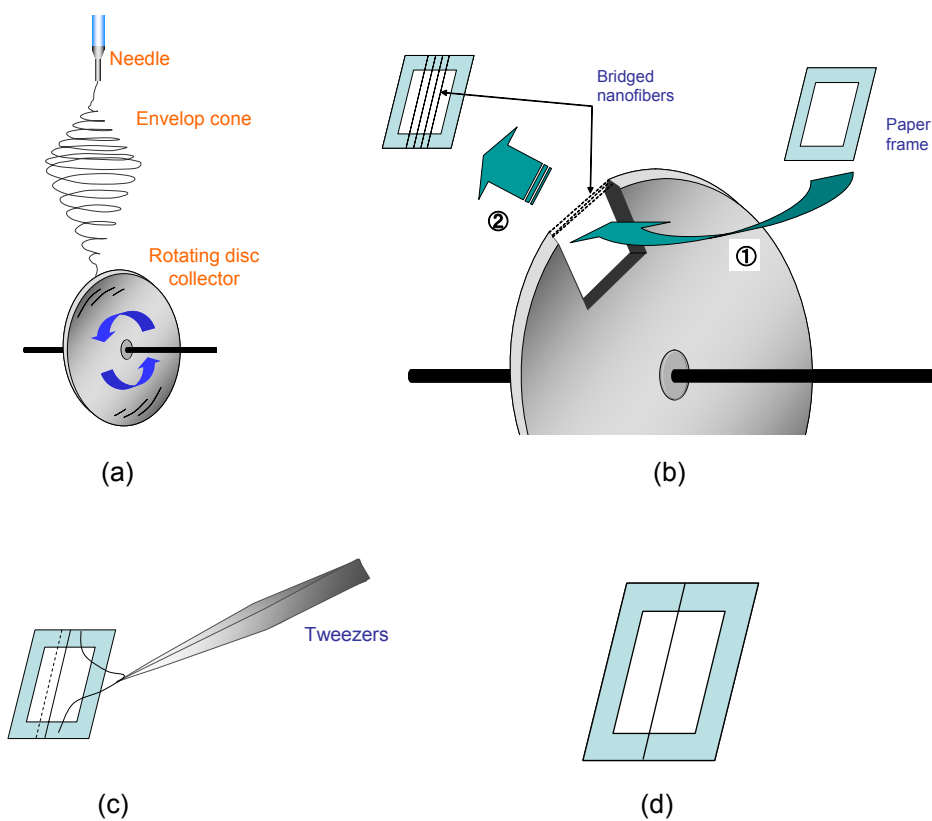 Needle
Envelop cone
Rotating disc
collector
(a)
Bridged
nanofibers
Paper
frame
②
①
(b)
Tweezers
(c)
(d)